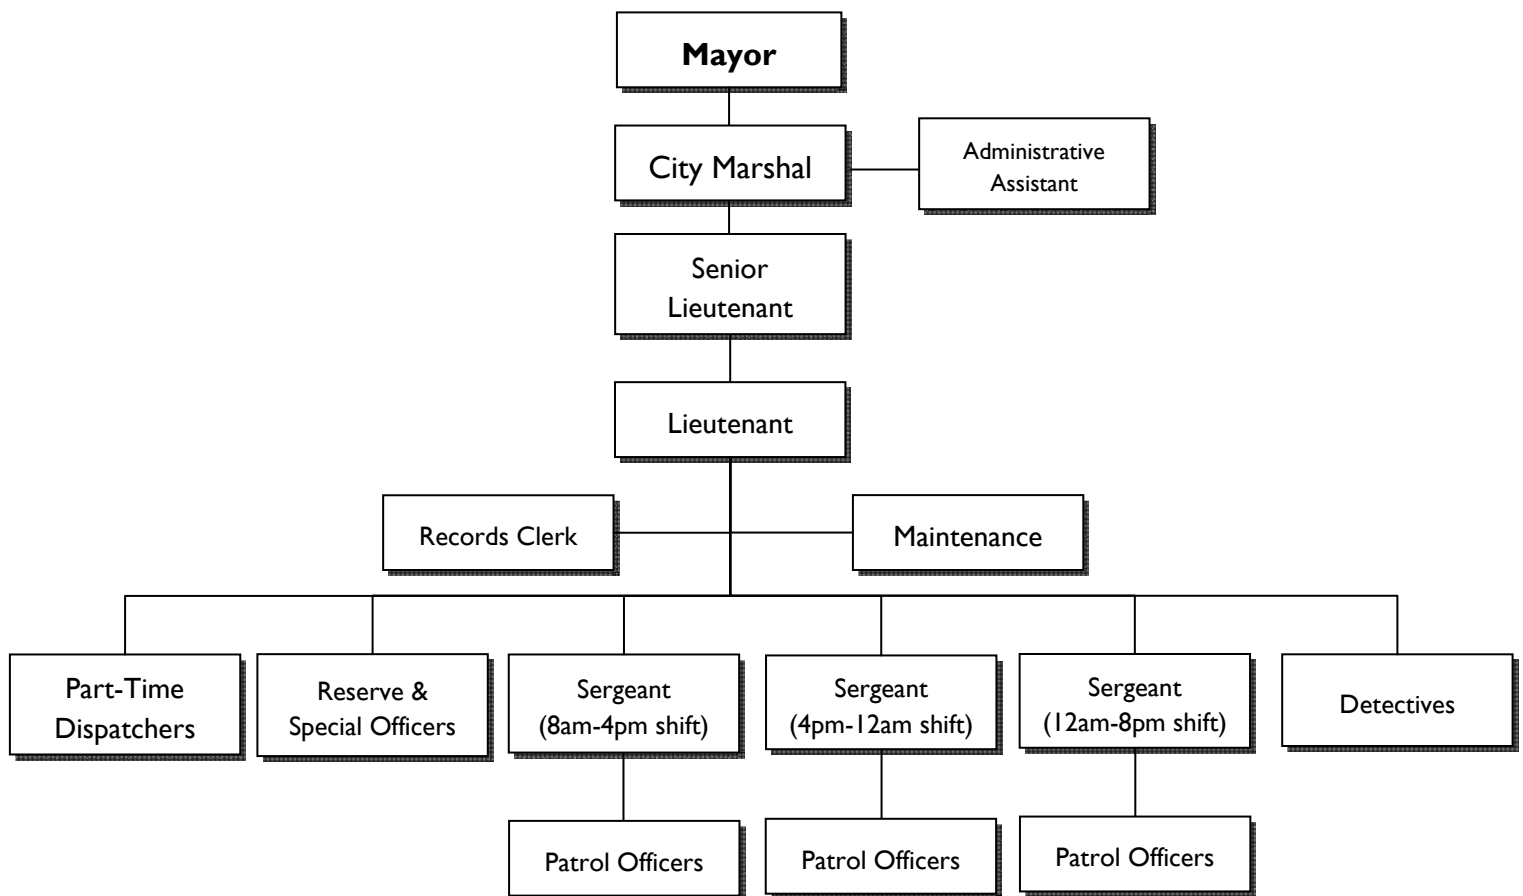 Mayor
City Marshal
Administrative
Assistant
Senior
Lieutenant
Lieutenant
Records Clerk
Maintenance
Part-Time
Dispatchers
Reserve &
Special Officers
Sergeant
(8am-4pm shift)
Sergeant
(4pm-12am shift)
Sergeant
(12am-8pm shift)
Detectives
Patrol Officers
Patrol Officers
Patrol Officers